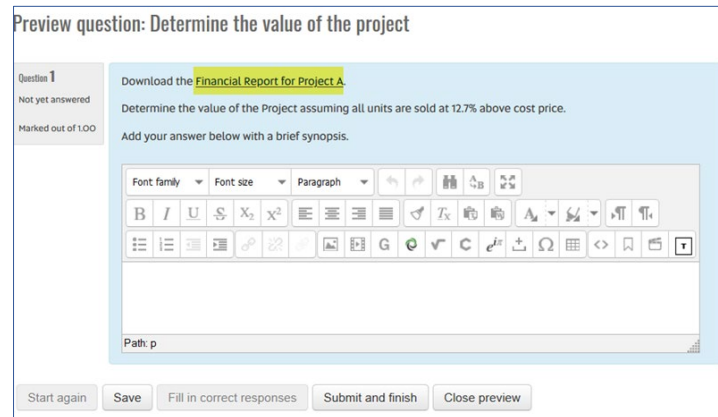 Preview question: Determine the value of the project
Question 1
Not yet answered
Marked out of 1.00
Download the Financial Report for Project A.
Determine the value of the Project assuming all units are sold at 12.7% above cost price.
Add your answer below with a brief synopsis.
Font family Font size Paragraph
Path: p
Start again Save Fill in correct responses Submit and finish Close preview